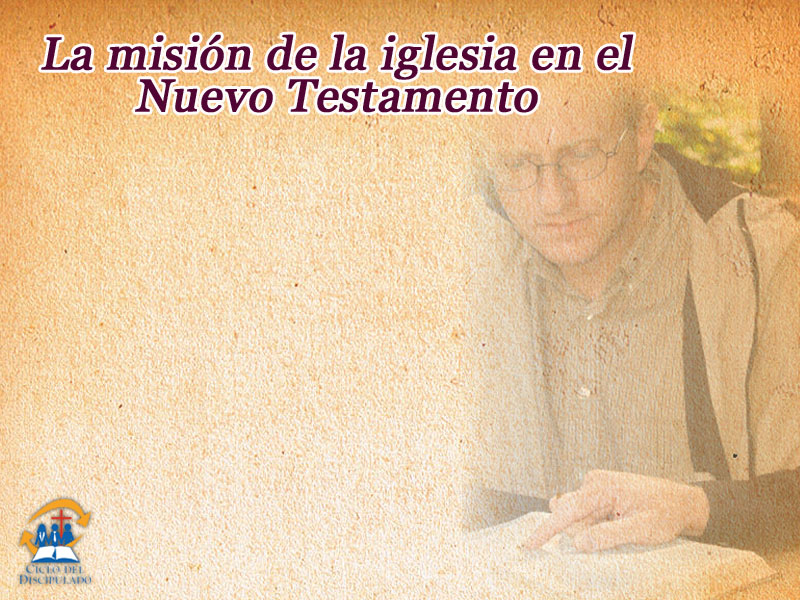 La misión de la iglesia en el
Nuevo Testamento
Ciclo del
Discipulado